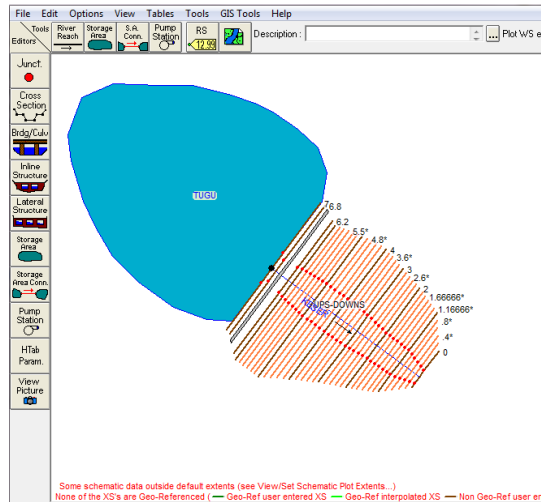 File Edit Options View Tables Tools GIS Tools Help
Tools
Editors
River
Reach
Storage
Area
S.A.
Conn.
Pump
Station
RS
12.99
Description :
...
Plot WS e
Junct.
Cross
Section
Brdg/Culv
Inline
Structure
Lateral
Structure
Storage
Area
Storage
Area Conn.
Pump
Station
HTab
Param.
View
Picture
TUGU
7
6.8
6.2
5.5*
4.8*
4
3.6*
3
2.6*
2
1.66666*
1.16666*
.8*
.4*
0
UPS-DOWNS
Some schematic data outside default extents (see View/Set Schematic Plot Extents...)
None of the XS's are Geo-Referenced ( Geo-Ref user entered XS Geo-Ref interpolated XS Non Geo-Ref user en